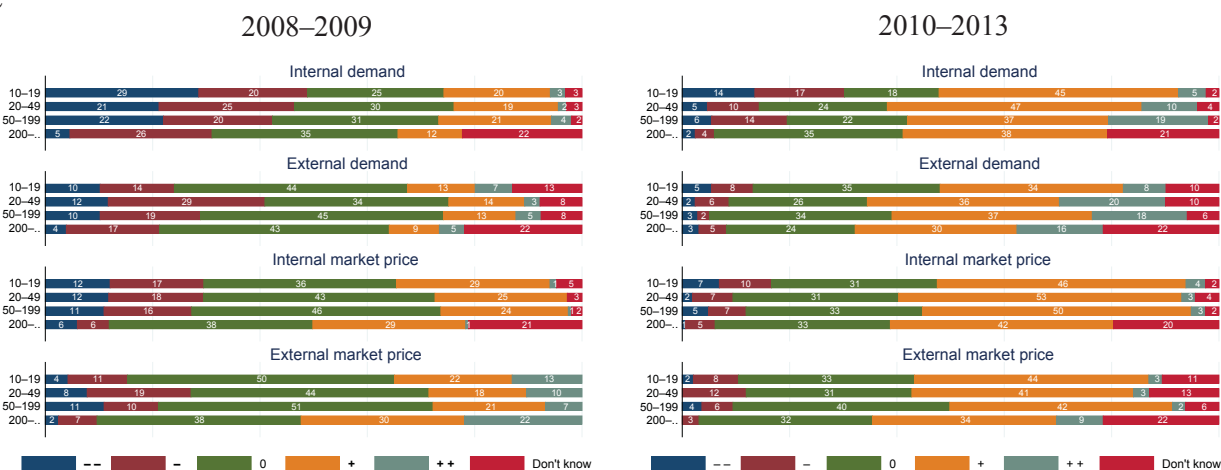 2008–2009
Internal demand
10–19 29 20 25 20 3 3
20–49 21 25 30 19 2 3
50–199 22 20 31 21 4 2
200–.. 5 26 35 12 22
External demand
10–19 10 14 44 13 7 13
20–49 12 29 34 14 3 8
50–199 10 19 45 13 5 8
200–.. 4 17 43 9 5 22
Internal market price
10–19 12 17 36 29 1 5
20–49 12 18 43 25 3
50–199 11 16 46 24 1 2
200–.. 6 6 38 29 1 21
External market price
10–19 4 11 50 22 13
20–49 8 19 44 18 10
50–199 11 10 51 21 7
200–.. 2 7 38 30 22
-- - 0 + ++ Don't know
2010–2013
Internal demand
10–19 14 17 18 45 5 2
20–49 5 10 24 47 10 4
50–199 6 14 22 37 19 2
200–.. 2 4 35 38 21
External demand
10–19 5 8 35 34 8 10
20–49 2 6 26 36 20 10
50–199 3 2 34 37 18 6
200–.. 3 5 24 30 16 22
Internal market price
10–19 7 10 31 46 4 2
20–49 2 7 31 53 3 4
50–199 5 7 33 50 3 2
200–.. 1 5 33 42 20
External market price
10–19 2 8 33 44 3 11
20–49 12 31 41 3 13
50–199 4 6 40 42 2 6
200–.. 3 32 34 9 22
-- – 0 + ++ Don't know